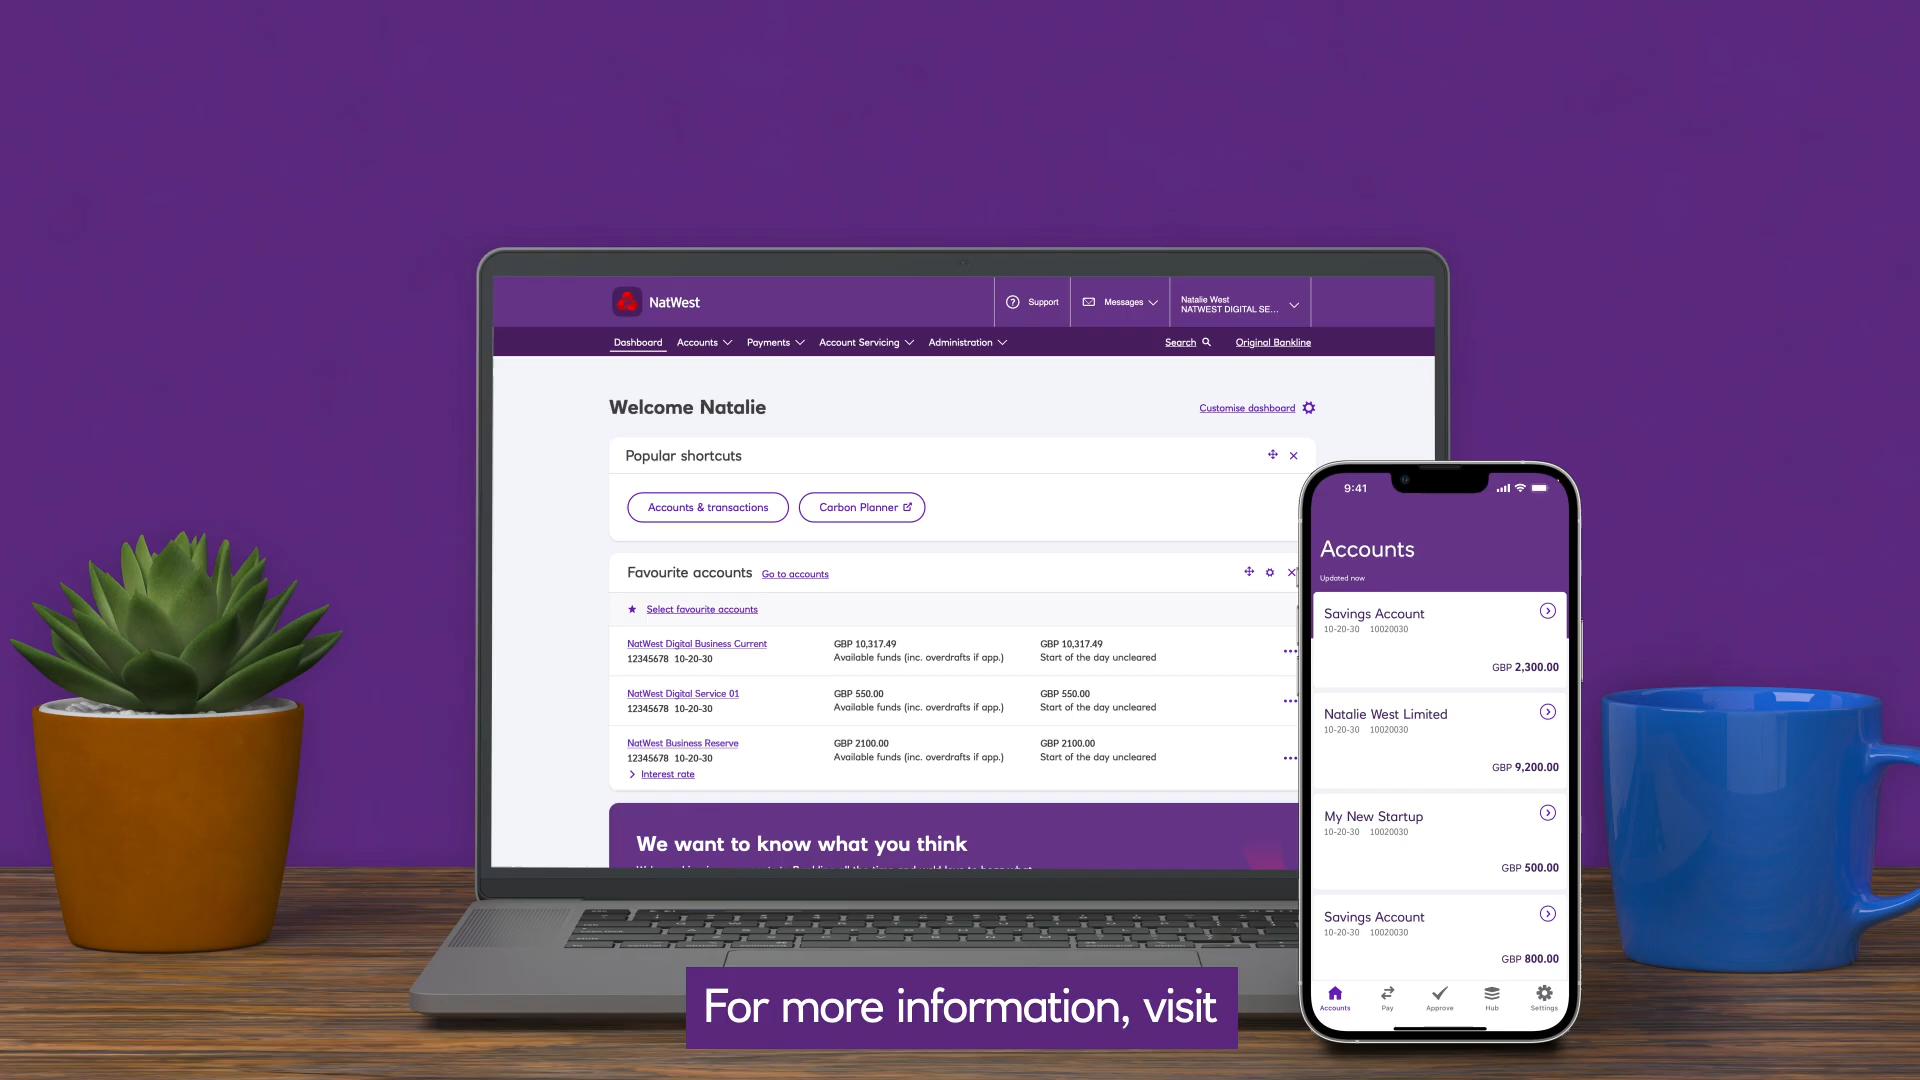 NatWest
Support
Messages
Natalie West
NATWEST DIGITAL SE...
Dashboard
Accounts
Payments
Account Servicing
Administration
Search
Original Bankline
Welcome Natalie
Customise dashboard
Popular shortcuts
Accounts & transactions
Carbon Planner
Favourite accounts
Go to accounts
Select favourite accounts
NatWest Digital Business Current
GBP 10,317.49
GBP 10,317.49
12345678 10-20-30
Available funds (inc. overdrafts if app.)
Start of the day uncleared
NatWest Digital Service 01
GBP 550.00
GBP 550.00
12345678 10-20-30
Available funds (inc. overdrafts if app.)
Start of the day uncleared
NatWest Business Reserve
GBP 2100.00
GBP 2100.00
12345678 10-20-30
Available funds (inc. overdrafts if app.)
Start of the day uncleared
Interest rate
We want to know what you think
9:41
Accounts
Updated now
Savings Account
10-20-30 10020030
GBP 2,300.00
Natalie West Limited
10-20-30 10020030
GBP 9,200.00
My New Startup
10-20-30 10020030
GBP 500.00
Savings Account
10-20-30 10020030
GBP 800.00
Accounts
Pay
Approve
Hub
Settings
For more information, visit